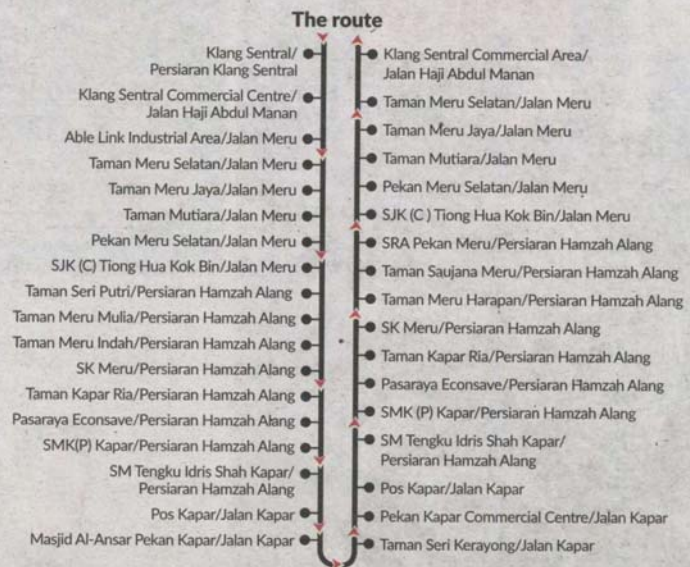 The route
Klang Sentral/
Persiaran Klang Sentral
Klang Sentral Commercial Centre/
Jalan Haji Abdul Manan
Able Link Industrial Area/Jalan Meru
Taman Meru Selatan/Jalan Meru
Taman Meru Jaya/Jalan Meru
Taman Mutiara/Jalan Meru
Pekan Meru Selatan/Jalan Meru
SJK (C) Tiong Hua Kok Bin/Jalan Meru
Taman Seri Putri/Persiaran Hamzah Alang
Taman Meru Mulia/Persiaran Hamzah Alang
Taman Meru Indah/Persiaran Hamzah Alang
SK Meru/Persiaran Hamzah Alang
Taman Kapar Ria/Persiaran Hamzah Alang
Pasaraya Econsave/Persiaran Hamzah Alang
SMK(P) Kapar/Persiaran Hamzah Alang
SM Tengku Idris Shah Kapar/
Persiaran Hamzah Alang
Pos Kapar/Jalan Kapar
Masjid Al-Ansar Pekan Kapar/Jalan Kapar
Klang Sentral Commercial Area/
Jalan Haji Abdul Manan
Taman Meru Selatan/Jalan Meru
Taman Meru Jaya/Jalan Meru
Taman Mutiara/Jalan Meru
Pekan Meru Selatan/Jalan Meru
SJK (C ) Tiong Hua Kok Bin/Jalan Meru
SRA Pekan Meru/Persiaran Hamzah Alang
Taman Saujana Meru/Persiaran Hamzah Alang
Taman Meru Harapan/Persiaran Hamzah Alang
SK Meru/Persiaran Hamzah Alang
Taman Kapar Ria/Persiaran Hamzah Alang
Pasaraya Econsave/Persiaran Hamzah Alang
SMK (P) Kapar/Persiaran Hamzah Alang
SM Tengku Idris Shah Kapar/
Persiaran Hamzah Alang
Pos Kapar/Jalan Kapar
Pekan Kapar Commercial Centre/Jalan Kapar
Taman Seri Kerayong/Jalan Kapar